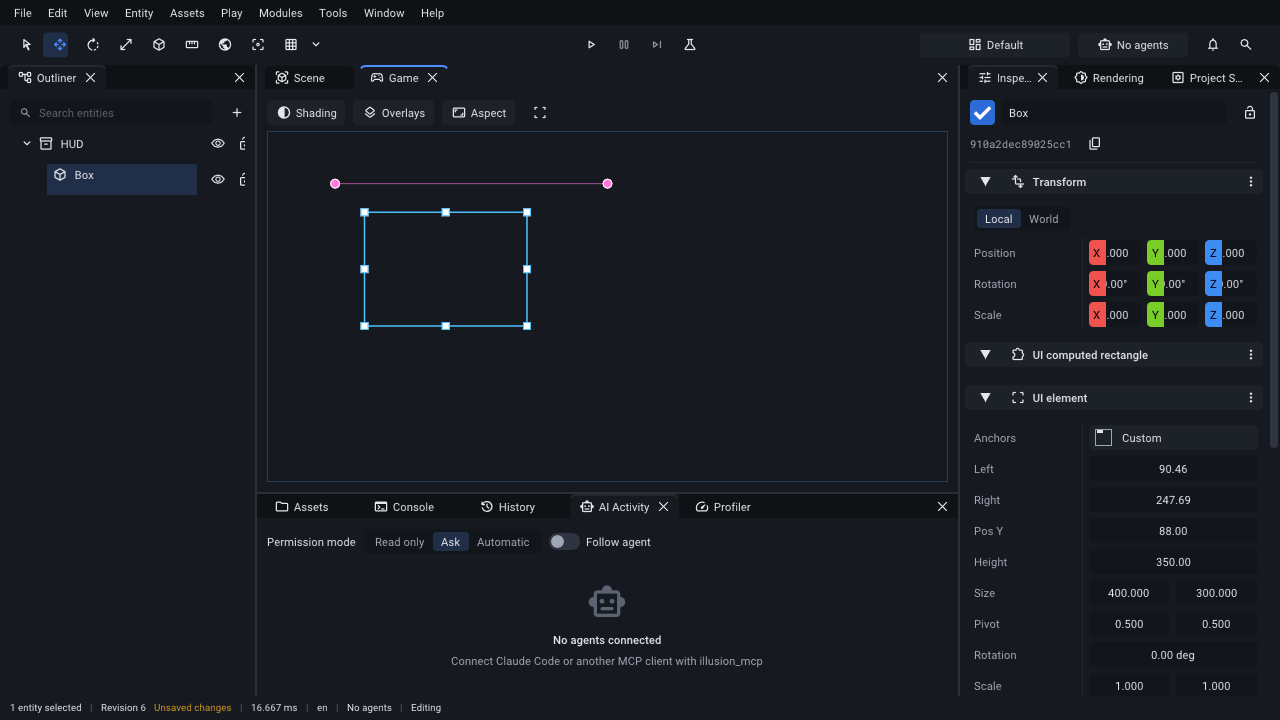 File Edit View Entity Assets Play Modules Tools Window Help
Default
No agents
Outliner
Scene
Game
Inspe...
Rendering
Project S...
Search entities
Shading
Overlays
Aspect
Box
HUD
910a2dec89025cc1
Box
Transform
Local World
Position X .000 Y .000 Z .000
Rotation X .00° Y .00° Z .00°
Scale X .000 Y .000 Z .000
UI computed rectangle
UI element
Anchors Custom
Left 90.46
Right 247.69
Pos Y 88.00
Height 350.00
Size 400.000 300.000
Pivot 0.500 0.500
Rotation 0.00 deg
Scale 1.000 1.000
Assets Console History AI Activity Profiler
Permission mode Read only Ask Automatic Follow agent
No agents connected
Connect Claude Code or another MCP client with illusion_mcp
1 entity selected | Revision 6 Unsaved changes | 16.667 ms | en | No agents | Editing